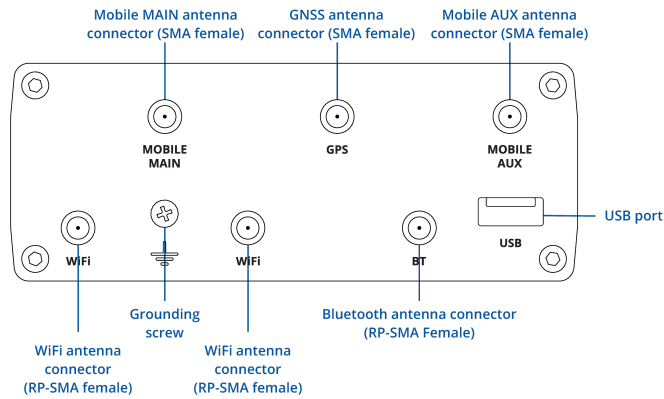 Mobile MAIN antenna
connector (SMA female)
GNSS antenna
connector (SMA female)
Mobile AUX antenna
connector (SMA female)
MOBILE
MAIN
GPS
MOBILE
AUX
USB port
USB
WiFi
WiFi
BT
Grounding
screw
Bluetooth antenna connector
(RP-SMA Female)
WiFi antenna
connector
(RP-SMA female)
WiFi antenna
connector
(RP-SMA female)